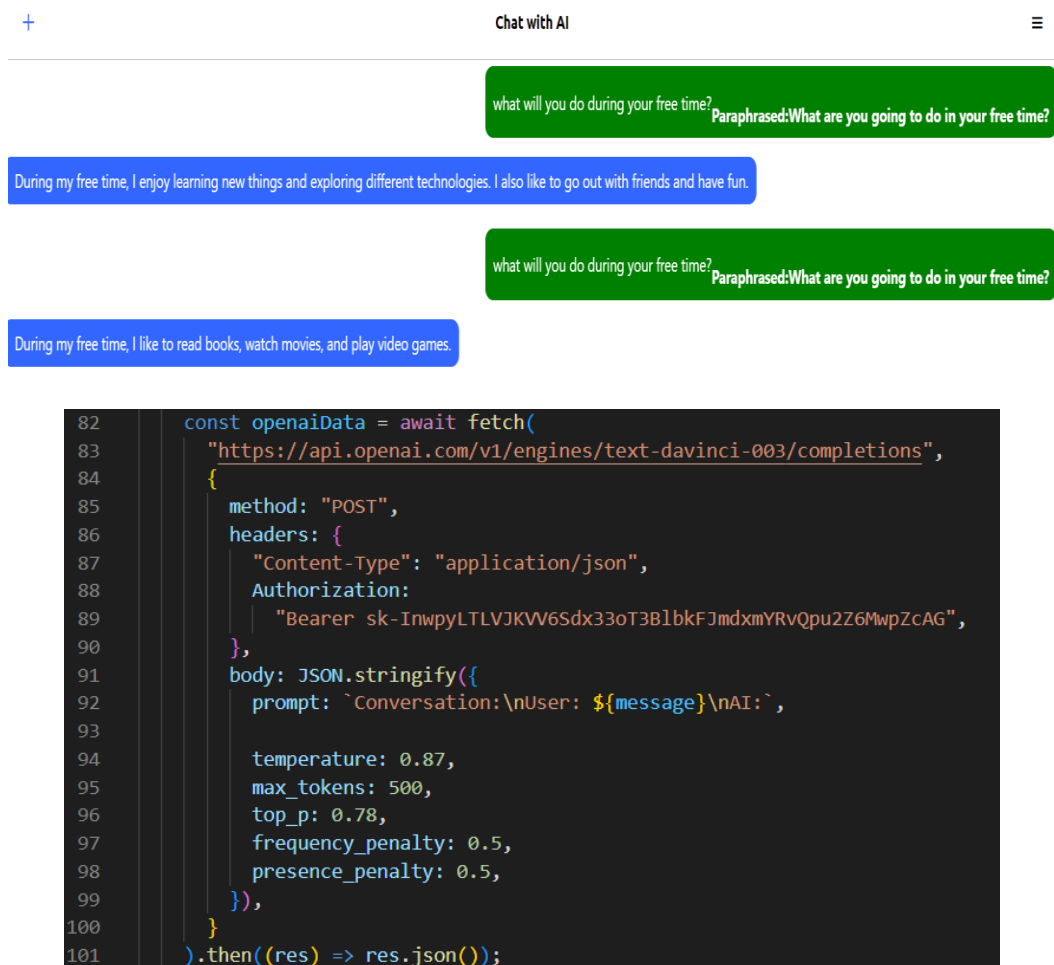 + Chat with AI ☰
what will you do during your free time?Paraphrased:What are you going to do in your free time?
During my free time, I enjoy learning new things and exploring different technologies. I also like to go out with friends and have fun.
what will you do during your free time?Paraphrased:What are you going to do in your free time?
During my free time, I like to read books, watch movies, and play video games.
82 const openaiData = await fetch(
83 "https://api.openai.com/v1/engines/text-davinci-003/completions",
84 {
85 method: "POST",
86 headers: {
87 "Content-Type": "application/json",
88 Authorization:
89 "Bearer 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",
90 },
91 body: JSON.stringify({
92 prompt: `Conversation:\nUser: ${message}\nAI:`,
93
94 temperature: 0.87,
95 max_tokens: 500,
96 top_p: 0.78,
97 frequency_penalty: 0.5,
98 presence_penalty: 0.5,
99 }),
100 }
101 ).then((res) => res.json());